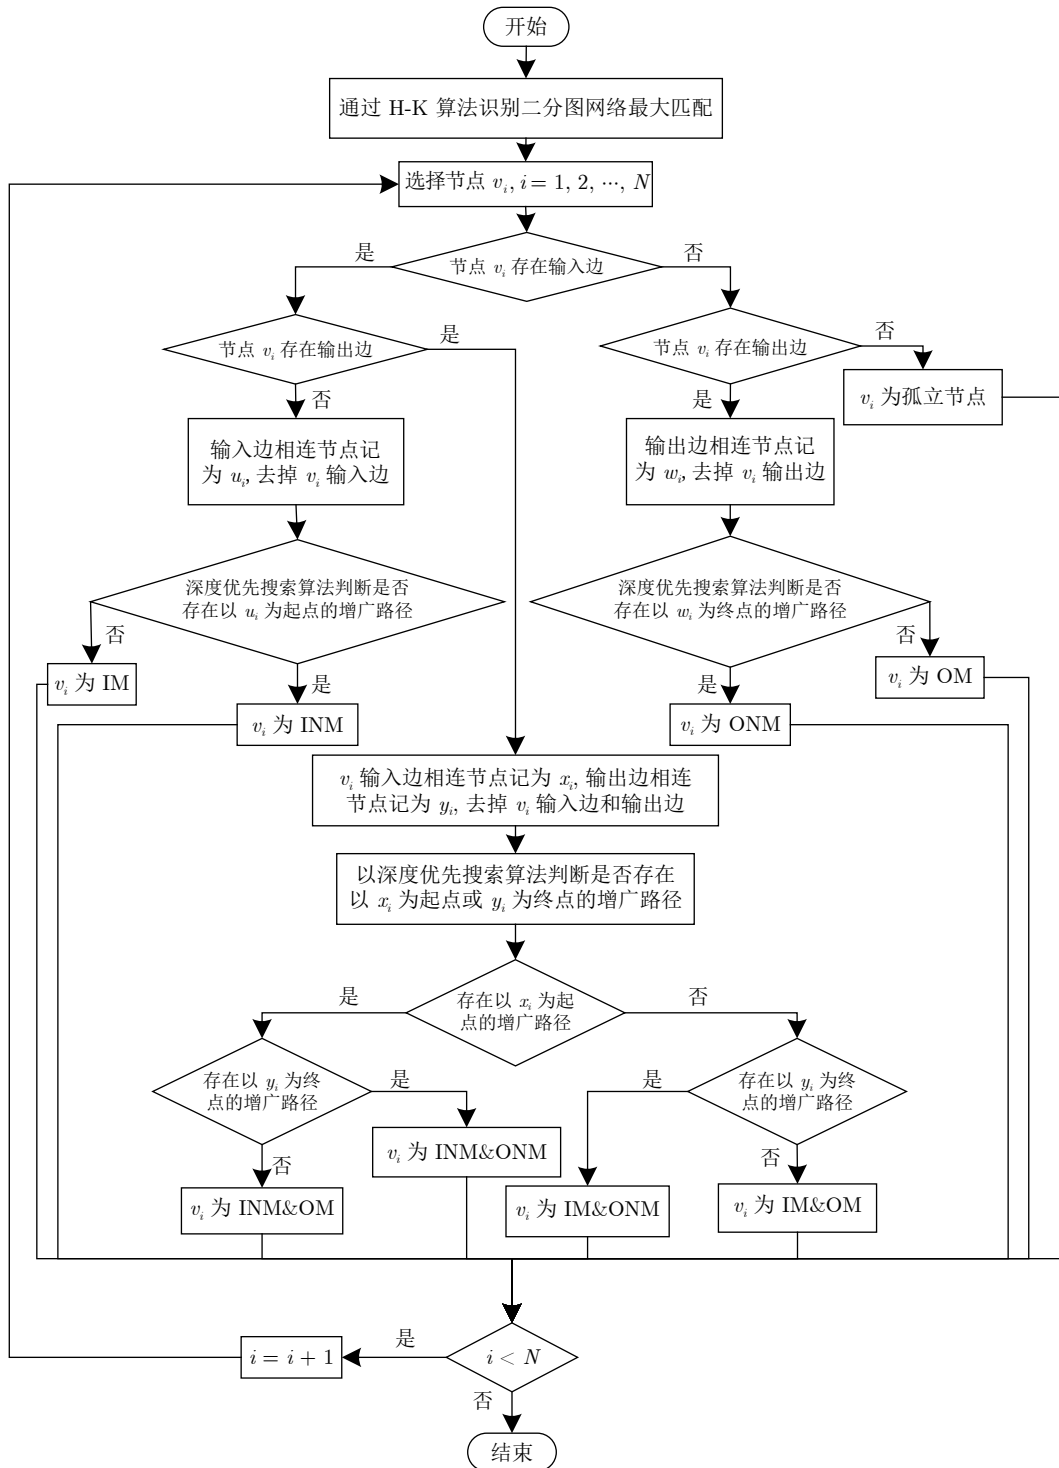 开始
通过 H-K 算法识别二分图网络最大匹配
选择节点 v_i, i = 1, 2, ···, N
节点 v_i 存在输入边
是
否
节点 v_i 存在输出边
是
否
节点 v_i 存在输出边
否
是
v_i 为孤立节点
输入边相连节点记
为 u_i, 去掉 v_i 输入边
输出边相连节点记
为 w_i, 去掉 v_i 输出边
深度优先搜索算法判断是否
存在以 u_i 为起点的增广路径
否
是
深度优先搜索算法判断是否
存在以 w_i 为终点的增广路径
否
是
v_i 为 IM
v_i 为 INM
v_i 为 OM
v_i 为 ONM
v_i 输入边相连节点记为 x_i, 输出边相连
节点记为 y_i, 去掉 v_i 输入边和输出边
以深度优先搜索算法判断是否存在
以 x_i 为起点或 y_i 为终点的增广路径
存在以 x_i 为起
点的增广路径
是
否
存在以 y_i 为终
点的增广路径
是
否
存在以 y_i 为终
点的增广路径
是
否
v_i 为 INM&ONM
v_i 为 INM&OM
v_i 为 IM&ONM
v_i 为 IM&OM
i < N
是
i = i + 1
否
结束